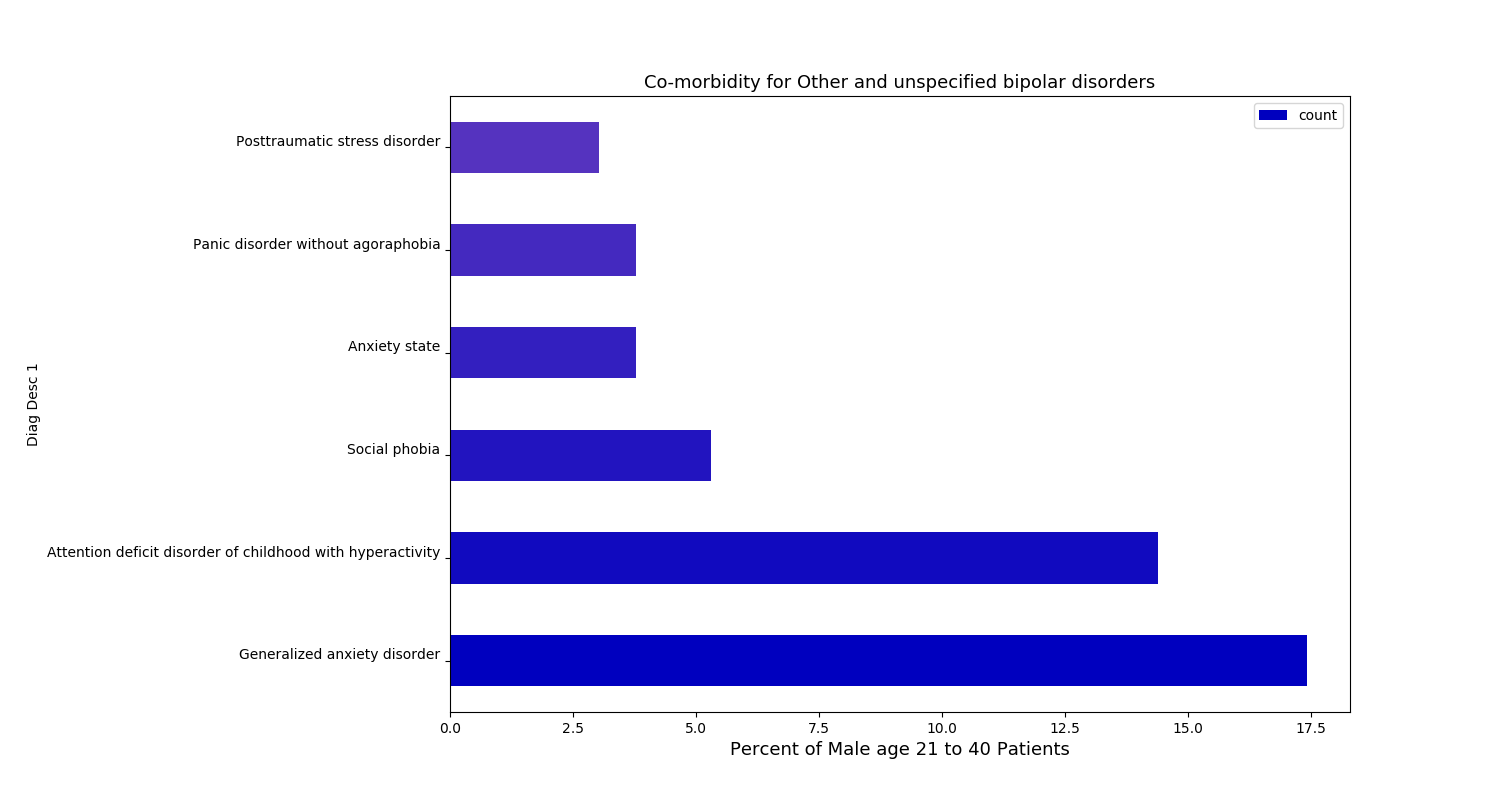 Co-morbidity for Other and unspecified bipolar disorders
count
Posttraumatic stress disorder
Panic disorder without agoraphobia
Anxiety state
Social phobia
Attention deficit disorder of childhood with hyperactivity
Generalized anxiety disorder
Diag Desc 1
0.0 2.5 5.0 7.5 10.0 12.5 15.0 17.5
Percent of Male age 21 to 40 Patients